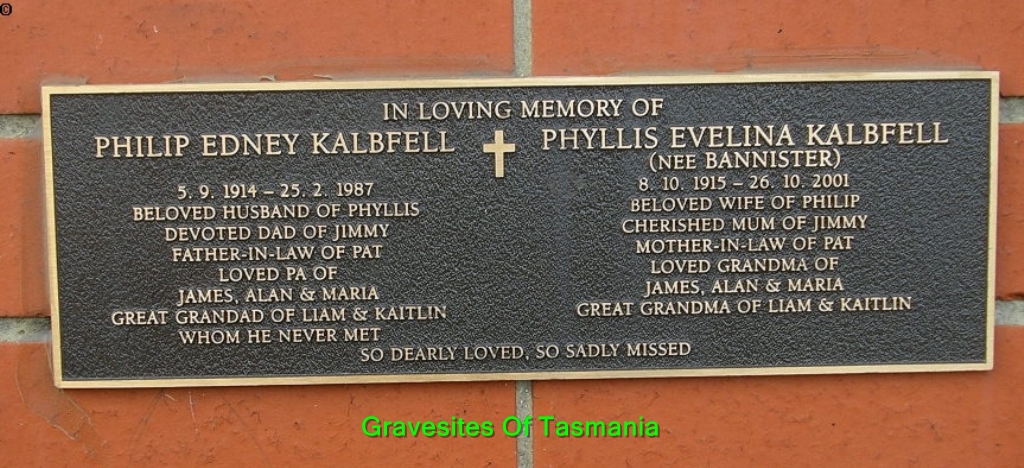 ©
IN LOVING MEMORY OF
PHILIP EDNEY KALBFELL
5. 9. 1914 – 25. 2. 1987
BELOVED HUSBAND OF PHYLLIS
DEVOTED DAD OF JIMMY
FATHER-IN-LAW OF PAT
LOVED PA OF
JAMES, ALAN & MARIA
GREAT GRANDAD OF LIAM & KAITLIN
WHOM HE NEVER MET
PHYLLIS EVELINA KALBFELL
(NEE BANNISTER)
8. 10. 1915 – 26. 10. 2001
BELOVED WIFE OF PHILIP
CHERISHED MUM OF JIMMY
MOTHER-IN-LAW OF PAT
LOVED GRANDMA OF
JAMES, ALAN & MARIA
GREAT GRANDMA OF LIAM & KAITLIN
SO DEARLY LOVED, SO SADLY MISSED
Gravesites Of Tasmania